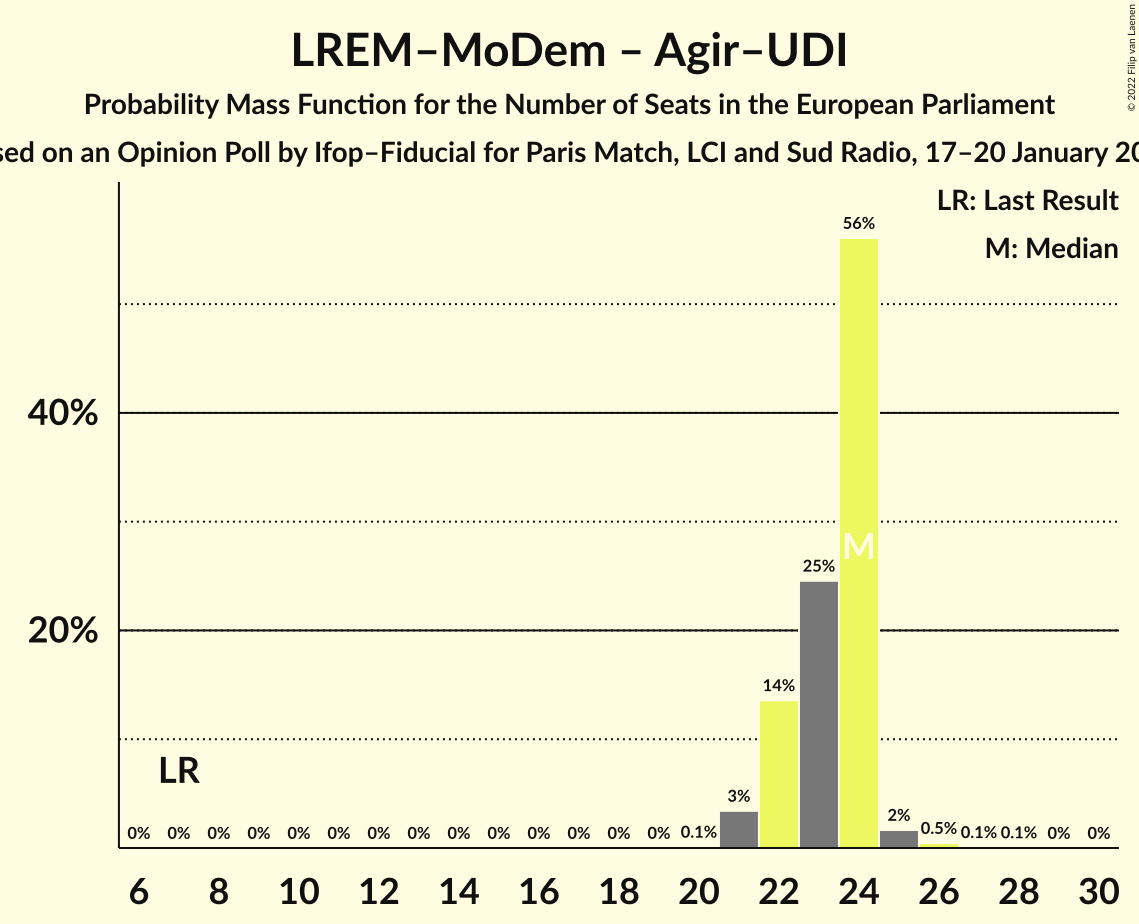 LREM–MoDem – Agir–UDI
Probability Mass Function for the Number of Seats in the European Parliament
on an Opinion Poll by Ifop–Fiducial for Paris Match, LCI and Sud Radio, 17–20 January
© 2022 Filip van Laenen
LR: Last Result
M: Median
56%
40%
M
25%
20%
14%
LR
3%
2%
0% 0% 0% 0% 0% 0% 0% 0% 0% 0% 0% 0% 0% 0% 0.1% 0.5% 0.1% 0.1% 0% 0%
6 8 10 12 14 16 18 20 22 24 26 28 30